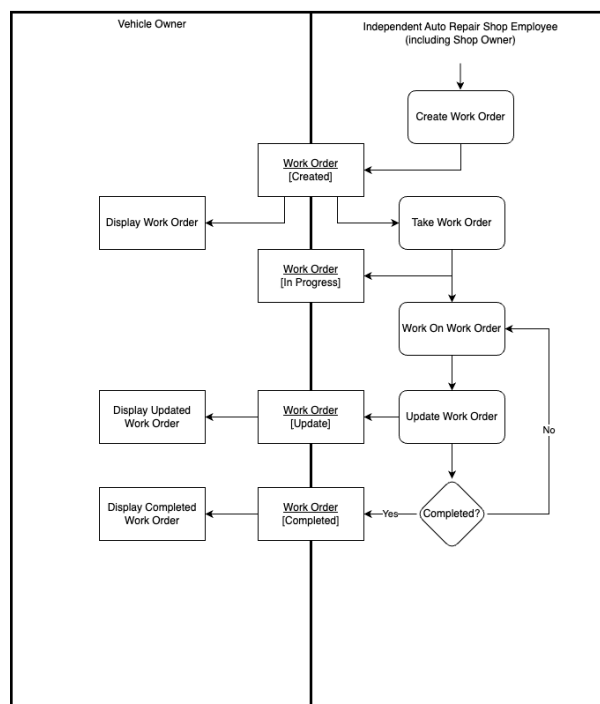 Vehicle Owner
Independent Auto Repair Shop Employee
(including Shop Owner)
Create Work Order
Work Order
[Created]
Display Work Order
Take Work Order
Work Order
[In Progress]
Work On Work Order
Display Updated
Work Order
Work Order
[Update]
Update Work Order
No
Display Completed
Work Order
Work Order
[Completed]
Yes
Completed?